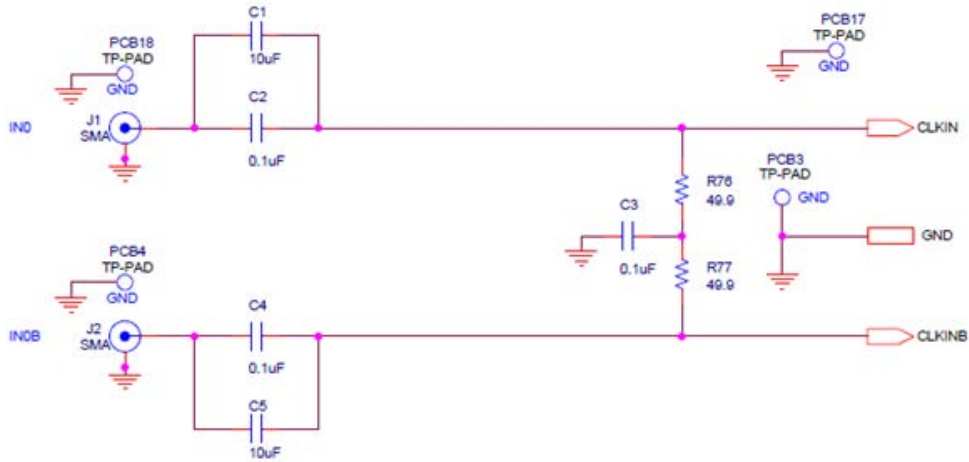 C1
10uF
PCB18
TP-PAD
GND
PCB17
TP-PAD
GND
C2
0.1uF
IN0
J1
SMA
CLKIN
PCB3
TP-PAD
GND
R76
49.9
C3
0.1uF
GND
R77
49.9
PCB4
TP-PAD
GND
C4
0.1uF
IN0B
J2
SMA
CLKINB
C5
10uF